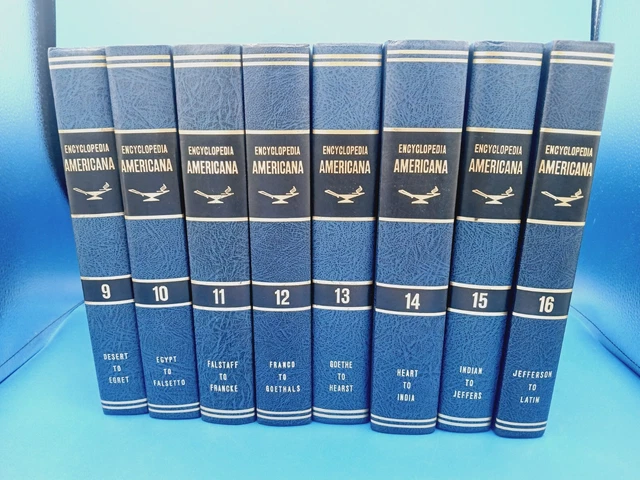 ENCYCLOPEDIA
AMERICANA
9
DESERT
TO
EGRET
ENCYCLOPEDIA
AMERICANA
10
EGYPT
TO
FALSETTO
ENCYCLOPEDIA
AMERICANA
11
FALSTAFF
TO
FRANCKE
ENCYCLOPEDIA
AMERICANA
12
FRANCO
TO
GOETHALS
ENCYCLOPEDIA
AMERICANA
13
GOETHE
TO
HEARST
ENCYCLOPEDIA
AMERICANA
14
HEART
TO
INDIA
ENCYCLOPEDIA
AMERICANA
15
INDIAN
TO
JEFFERS
ENCYCLOPEDIA
AMERICANA
16
JEFFERSON
TO
LATIN